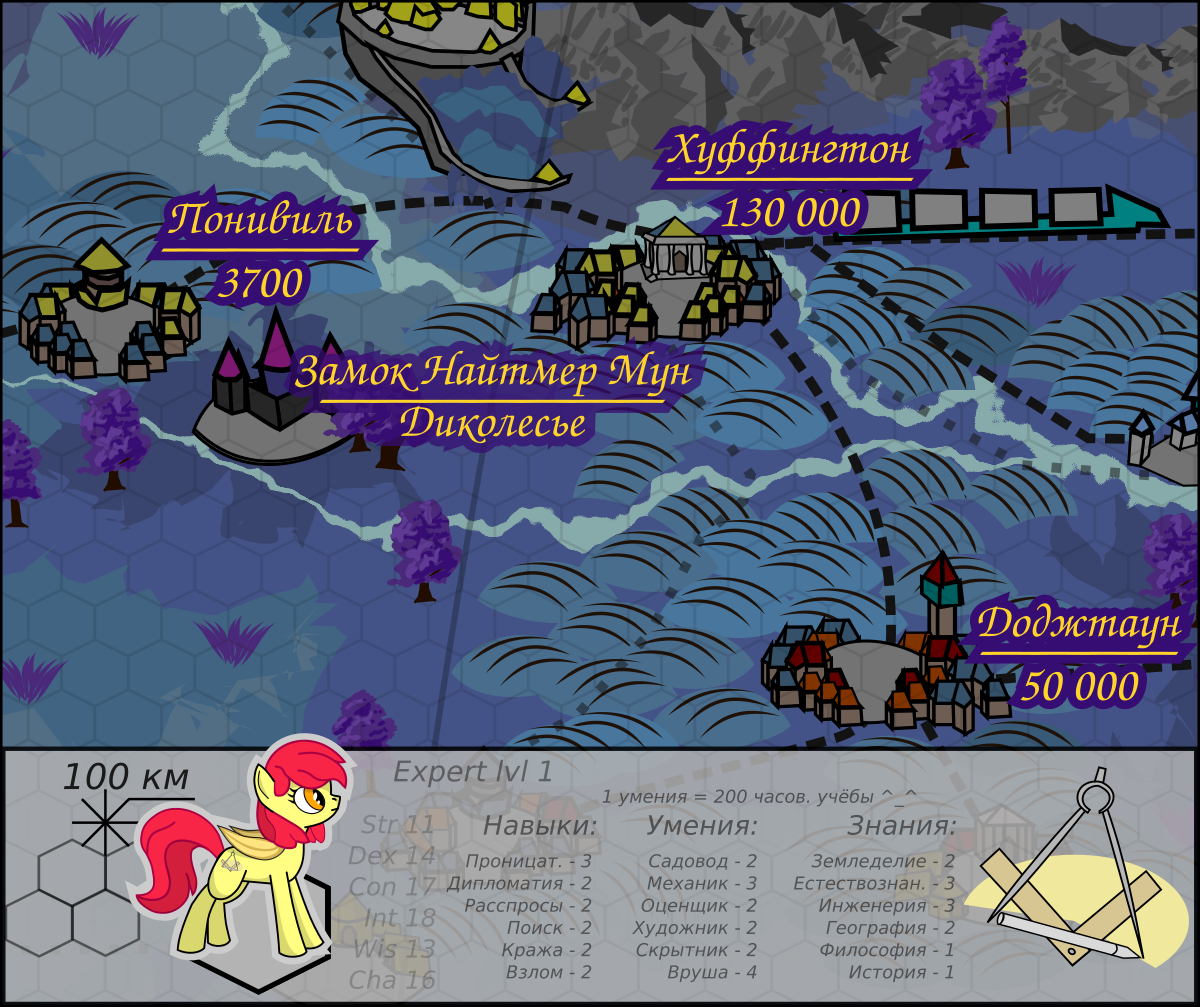 Хуффингтон
130 000
Понивиль
3700
Замок Найтмер Мун
Диколесье
Доджтаун
50 000
100 км
Expert lvl 1
1 умения = 200 часов. учёбы ^_^
Str 11
Dex 14
Con 17
Int 18
Wis 13
Cha 16
Навыки:
Проницат. - 3
Дипломатия - 2
Расспросы - 2
Поиск - 2
Кража - 2
Взлом - 2
Умения:
Садовод - 2
Механик - 3
Оценщик - 2
Художник - 2
Скрытник - 2
Вруша - 4
Знания:
Земледелие - 2
Естествознан. - 3
Инженерия - 3
География - 2
Философия - 1
История - 1